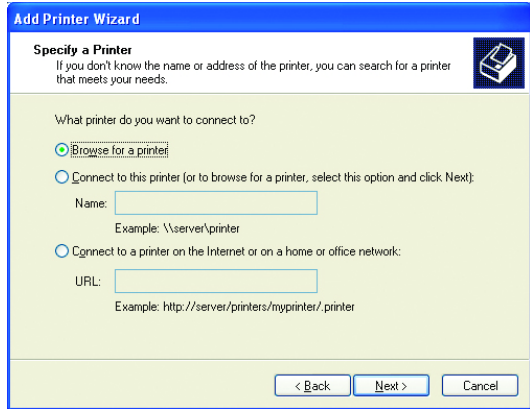 Add Printer Wizard
Specify a Printer
If you don't know the name or address of the printer, you can search for a printer
that meets your needs.
What printer do you want to connect to?
Browse for a printer
Connect to this printer (or to browse for a printer, select this option and click Next):
Name:
Example: \\server\printer
Connect to a printer on the Internet or on a home or office network:
URL:
Example: http://server/printers/myprinter/.printer
< Back Next > Cancel